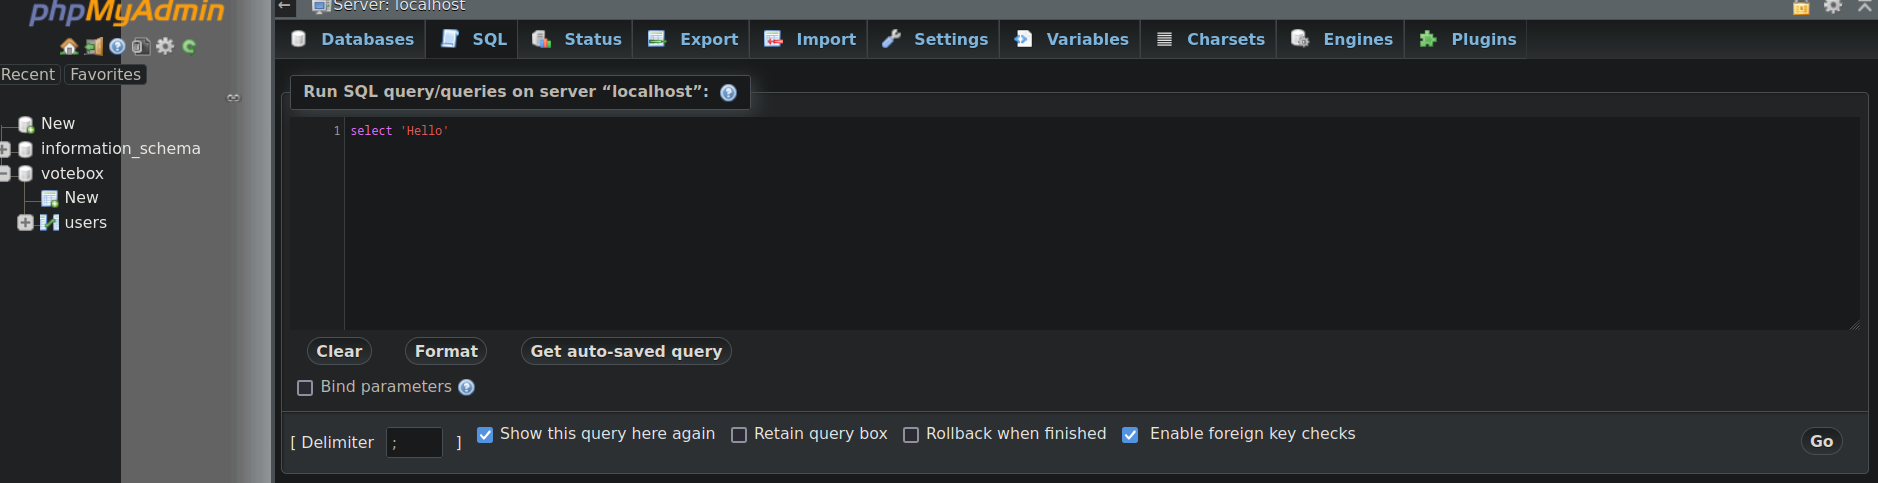 phpMyAdmin
Recent Favorites
New
information_schema
votebox
New
users
Server: localhost
Databases SQL Status Export Import Settings Variables Charsets Engines Plugins
Run SQL query/queries on server “localhost”:
1 select 'Hello'
Clear Format Get auto-saved query
Bind parameters
[ Delimiter ; ] Show this query here again Retain query box Rollback when finished Enable foreign key checks Go